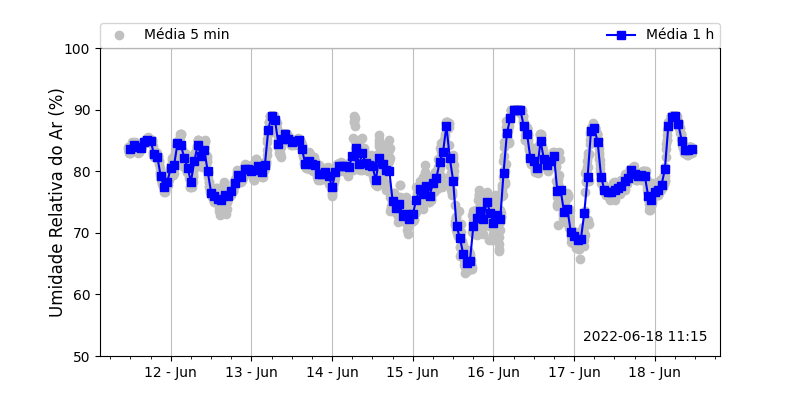 Média 5 min Média 1 h
100
90
80
70
60
50
Umidade Relativa do Ar (%)
2022-06-18 11:15
12 - Jun 13 - Jun 14 - Jun 15 - Jun 16 - Jun 17 - Jun 18 - Jun